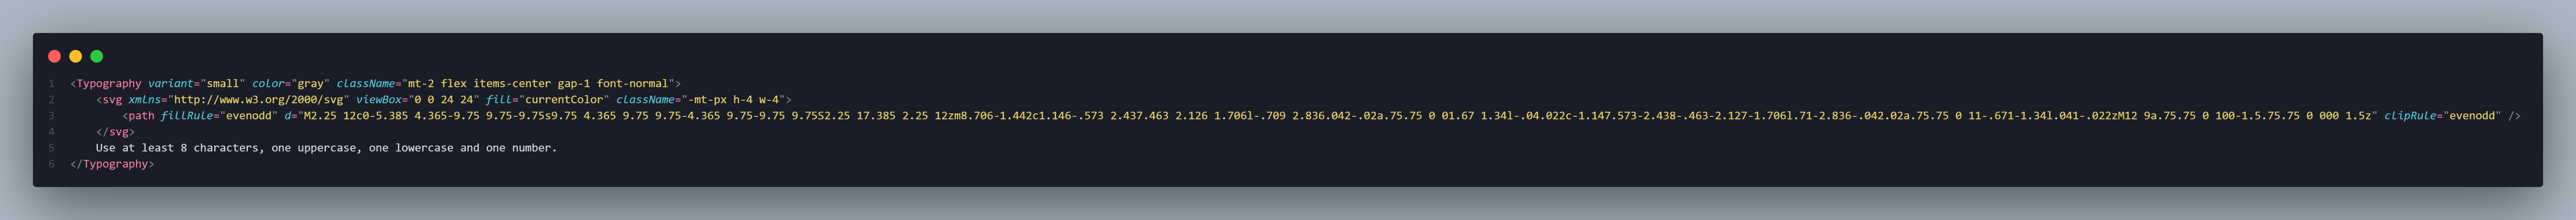 1 <Typography variant="small" color="gray" className="mt-2 flex items-center gap-1 font-normal">
2     <svg xmlns="http://www.w3.org/2000/svg" viewBox="0 0 24 24" fill="currentColor" className="-mt-px h-4 w-4">
3         <path fillRule="evenodd" d="M2.25 12c0-5.385 4.365-9.75 9.75-9.75s9.75 4.365 9.75 9.75-4.365 9.75-9.75 9.75S2.25 17.385 2.25 12zm8.706-1.442c1.146-.573 2.437.463 2.126 1.706l-.709 2.836.042-.02a.75.75 0 01.67 1.34l-.04.022c-1.147.573-2.438-.463-2.127-1.706l.71-2.836-.042.02a.75.75 0 11-.671-1.34l.041-.022zM12 9a.75.75 0 100-1.5.75.75 0 000 1.5z" clipRule="evenodd" />
4     </svg>
5     Use at least 8 characters, one uppercase, one lowercase and one number.
6 </Typography>